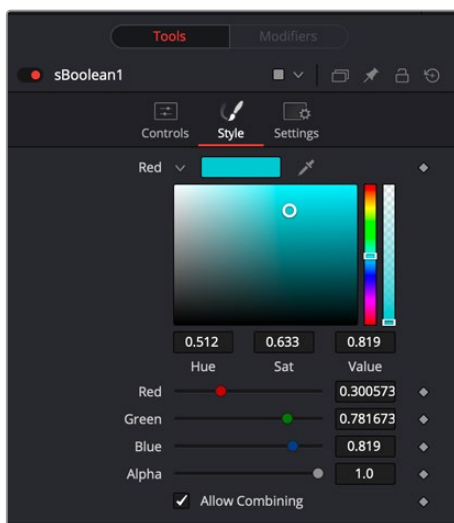 Tools Modifiers
sBoolean1
Controls Style Settings
Red
0.512 0.633 0.819
Hue Sat Value
Red 0.300573
Green 0.781673
Blue 0.819
Alpha 1.0
Allow Combining